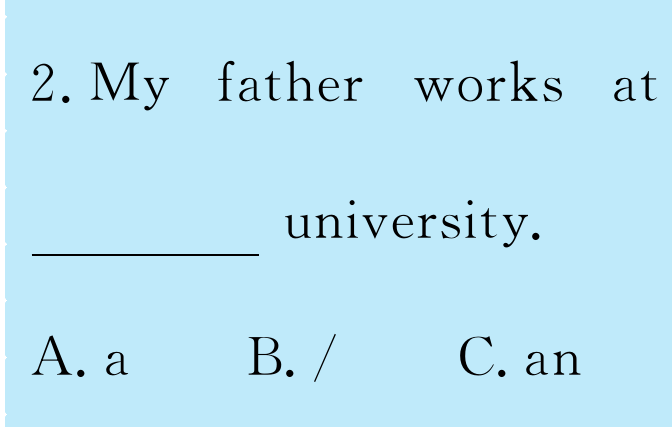 2. My father works at
________ university.
A. a B. / C. an